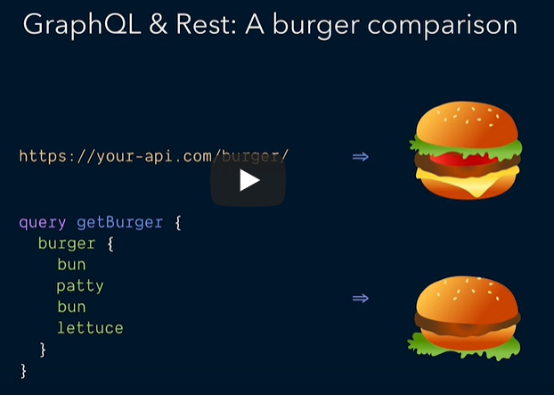 GraphQL & Rest: A burger comparison
https://your-api.com/burger/ ⇒
query getBurger {
burger {
bun
patty
bun
lettuce
}
}
⇒